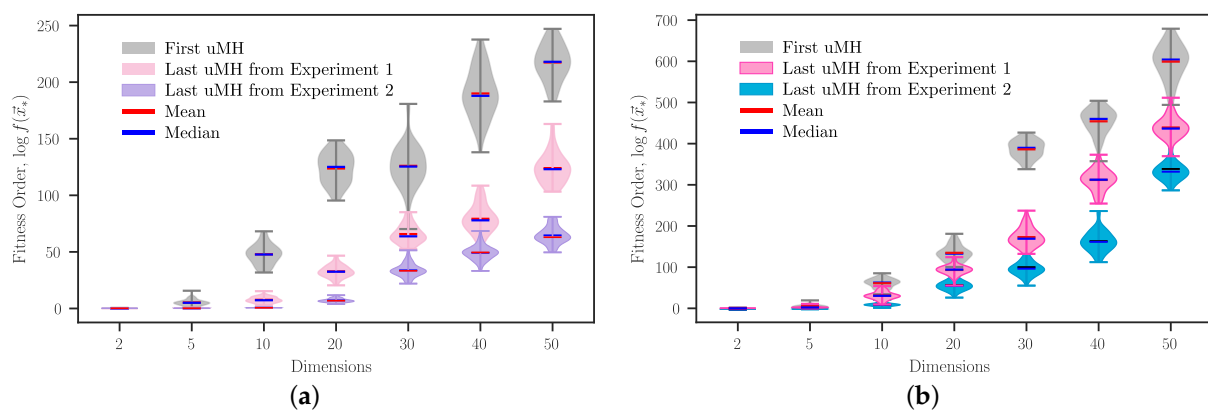 250
200
150
100
50
0
Fitness Order, log f(x⃗*)
First uMH
Last uMH from Experiment 1
Last uMH from Experiment 2
Mean
Median
2 5 10 20 30 40 50
Dimensions
(a)
700
600
500
400
300
200
100
0
Fitness Order, log f(x⃗*)
First uMH
Last uMH from Experiment 1
Last uMH from Experiment 2
Mean
Median
2 5 10 20 30 40 50
Dimensions
(b)